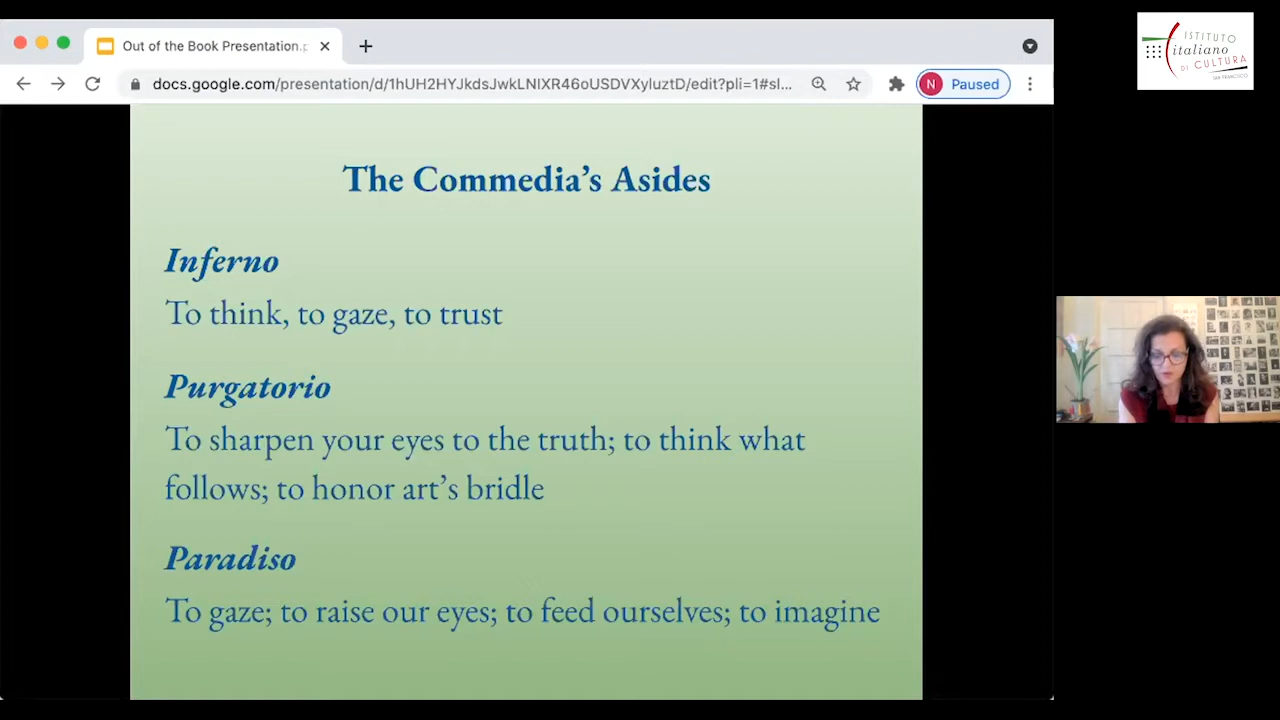 Out of the Book Presentation.p
docs.google.com/presentation/d/1hUH2HYJkdsJwkLNIXR46oUSDVXyluztD/edit?pli=1#sl...
N Paused
ISTITUTO
italiano
DI CULTURA
SAN FRANCISCO
The Commedia’s Asides
Inferno
To think, to gaze, to trust
Purgatorio
To sharpen your eyes to the truth; to think what
follows; to honor art’s bridle
Paradiso
To gaze; to raise our eyes; to feed ourselves; to imagine